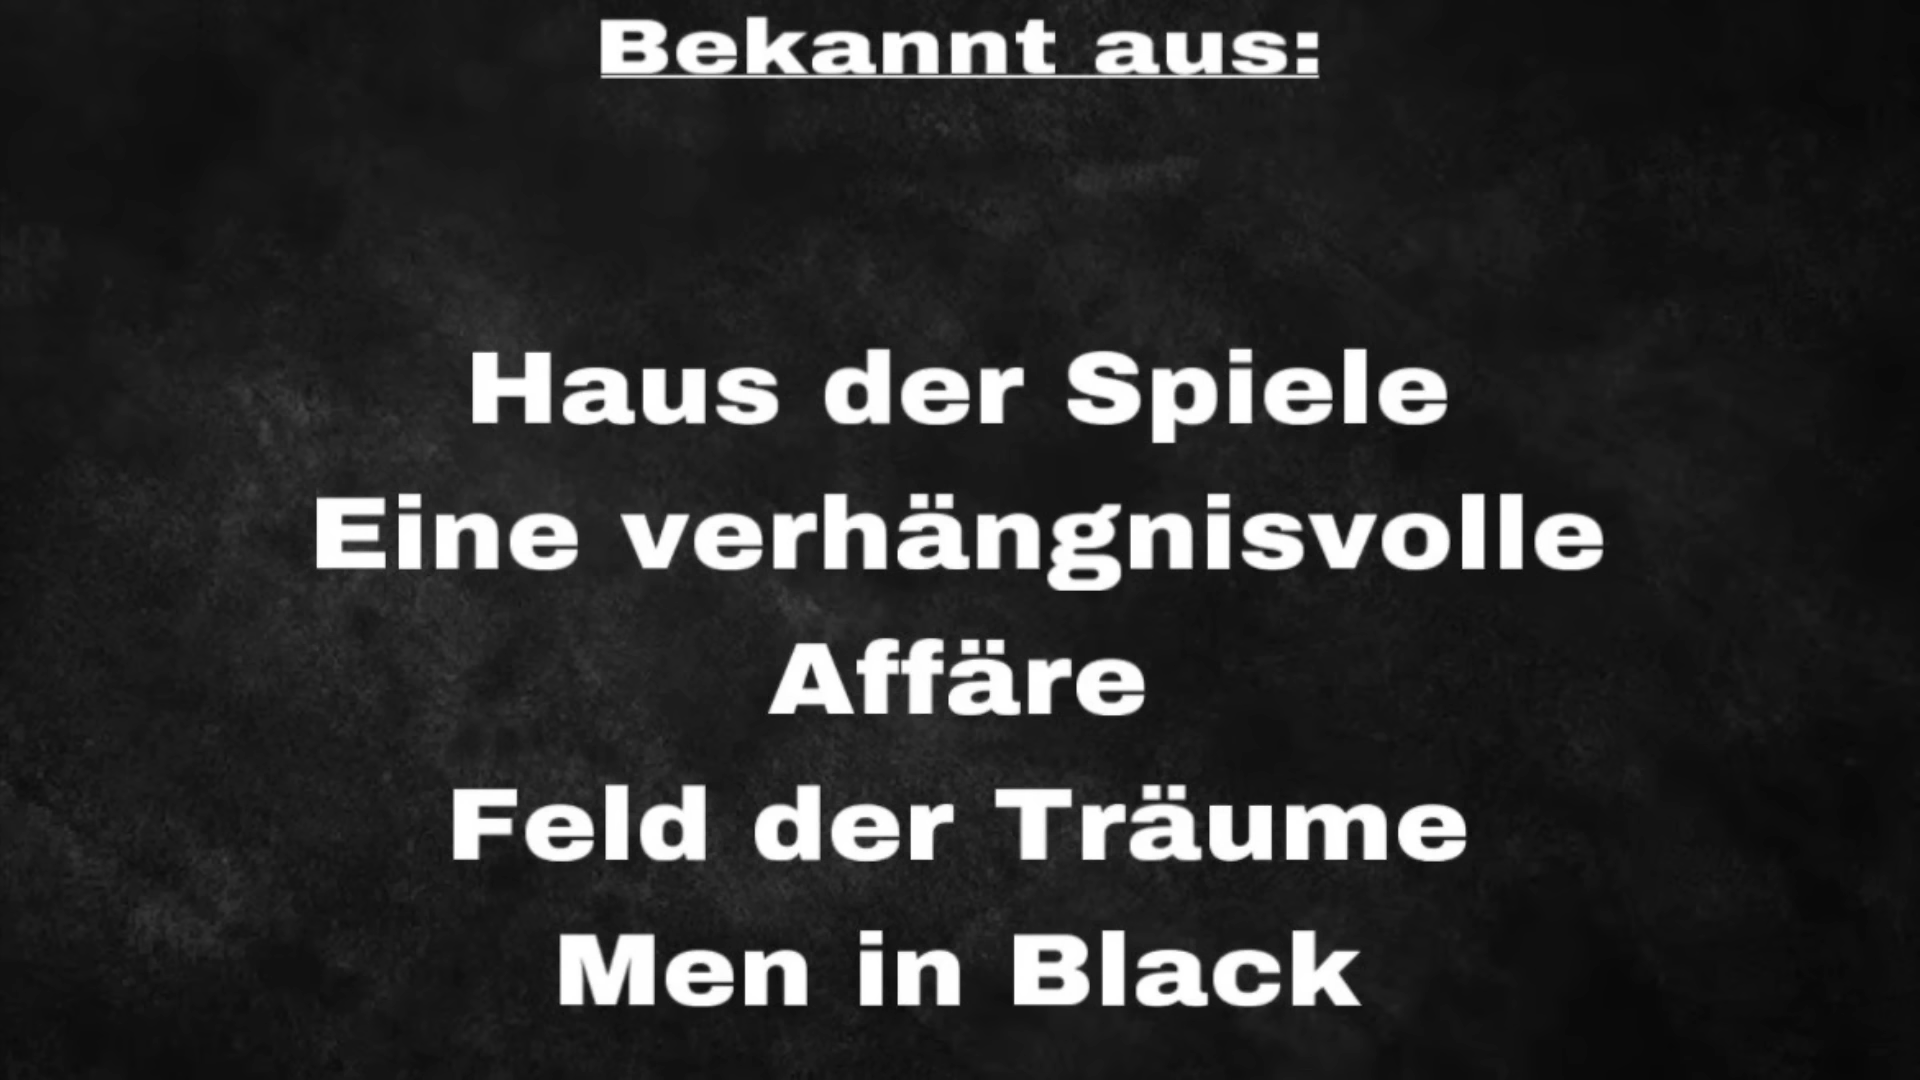 Bekannt aus:
Haus der Spiele
Eine verhängnisvolle
Affäre
Feld der Träume
Men in Black